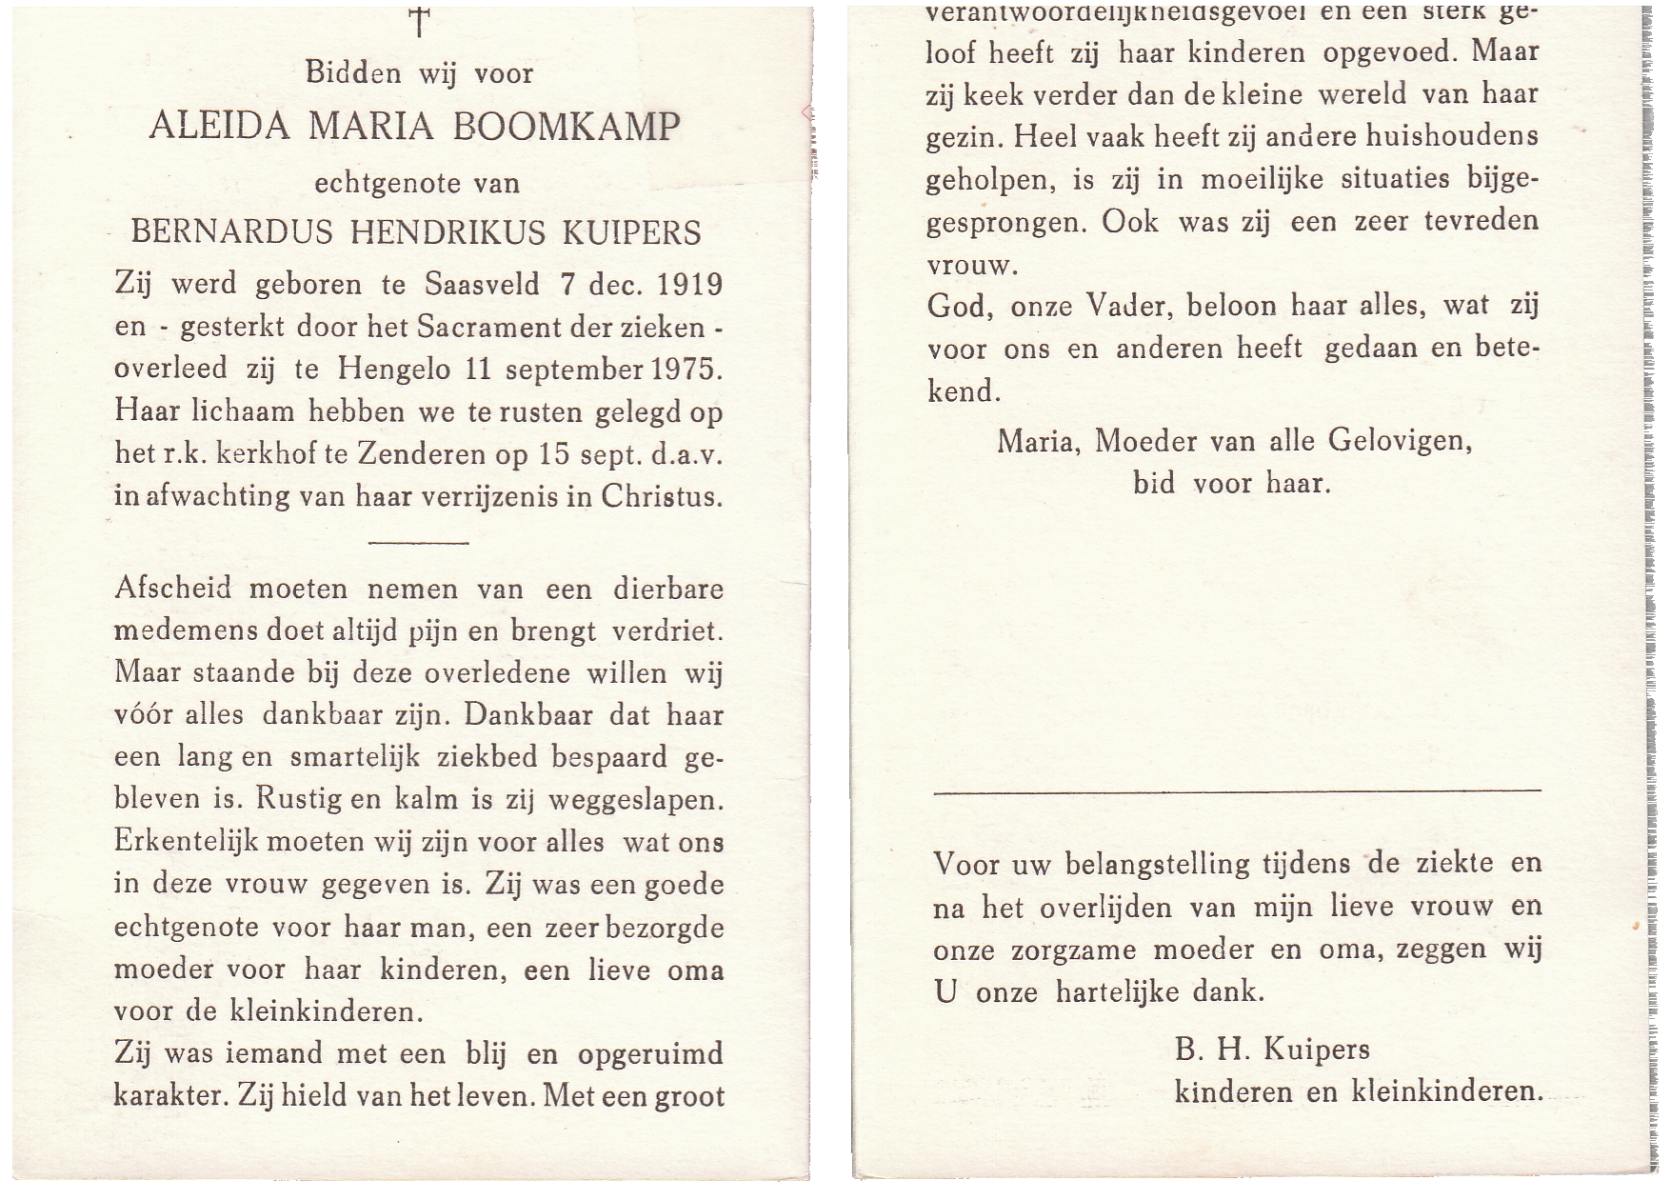 †
Bidden wij voor
ALEIDA MARIA BOOMKAMP
echtgenote van
BERNARDUS HENDRIKUS KUIPERS
Zij werd geboren te Saasveld 7 dec. 1919
en - gesterkt door het Sacrament der zieken -
overleed zij te Hengelo 11 september 1975.
Haar lichaam hebben we te rusten gelegd op
het r.k. kerkhof te Zenderen op 15 sept. d.a.v.
in afwachting van haar verrijzenis in Christus.
Afscheid moeten nemen van een dierbare
medemens doet altijd pijn en brengt verdriet.
Maar staande bij deze overledene willen wij
vóór alles dankbaar zijn. Dankbaar dat haar
een lang en smartelijk ziekbed bespaard ge-
bleven is. Rustig en kalm is zij weggeslapen.
Erkentelijk moeten wij zijn voor alles wat ons
in deze vrouw gegeven is. Zij was een goede
echtgenote voor haar man, een zeer bezorgde
moeder voor haar kinderen, een lieve oma
voor de kleinkinderen.
Zij was iemand met een blij en opgeruimd
karakter. Zij hield van het leven. Met een groot
verantwoordelijkheidsgevoel en een sterk ge-
loof heeft zij haar kinderen opgevoed. Maar
zij keek verder dan de kleine wereld van haar
gezin. Heel vaak heeft zij andere huishoudens
geholpen, is zij in moeilijke situaties bijge-
gesprongen. Ook was zij een zeer tevreden
vrouw.
God, onze Vader, beloon haar alles, wat zij
voor ons en anderen heeft gedaan en bete-
kend.
Maria, Moeder van alle Gelovigen,
bid voor haar.
Voor uw belangstelling tijdens de ziekte en
na het overlijden van mijn lieve vrouw en
onze zorgzame moeder en oma, zeggen wij
U onze hartelijke dank.
B. H. Kuipers
kinderen en kleinkinderen.